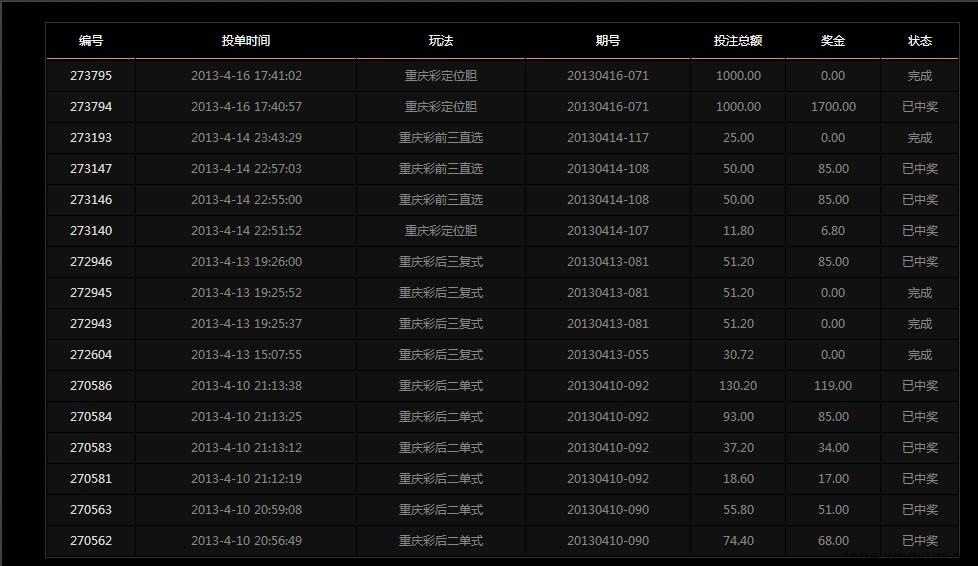 编号 投单时间 玩法 期号 投注总额 奖金 状态
273795 2013-4-16 17:41:02 重庆彩定位胆 20130416-071 1000.00 0.00 完成
273794 2013-4-16 17:40:57 重庆彩定位胆 20130416-071 1000.00 1700.00 已中奖
273193 2013-4-14 23:43:29 重庆彩前三直选 20130414-117 25.00 0.00 完成
273147 2013-4-14 22:57:03 重庆彩前三直选 20130414-108 50.00 85.00 已中奖
273146 2013-4-14 22:55:00 重庆彩前三直选 20130414-108 50.00 85.00 已中奖
273140 2013-4-14 22:51:52 重庆彩定位胆 20130414-107 11.80 6.80 已中奖
272946 2013-4-13 19:26:00 重庆彩后三复式 20130413-081 51.20 85.00 已中奖
272945 2013-4-13 19:25:52 重庆彩后三复式 20130413-081 51.20 0.00 完成
272943 2013-4-13 19:25:37 重庆彩后三复式 20130413-081 51.20 0.00 完成
272604 2013-4-13 15:07:55 重庆彩后三复式 20130413-055 30.72 0.00 完成
270586 2013-4-10 21:13:38 重庆彩后二单式 20130410-092 130.20 119.00 已中奖
270584 2013-4-10 21:13:25 重庆彩后二单式 20130410-092 93.00 85.00 已中奖
270583 2013-4-10 21:13:12 重庆彩后二单式 20130410-092 37.20 34.00 已中奖
270581 2013-4-10 21:12:19 重庆彩后二单式 20130410-092 18.60 17.00 已中奖
270563 2013-4-10 20:59:08 重庆彩后二单式 20130410-090 55.80 51.00 已中奖
270562 2013-4-10 20:56:49 重庆彩后二单式 20130410-090 74.40 68.00 已中奖